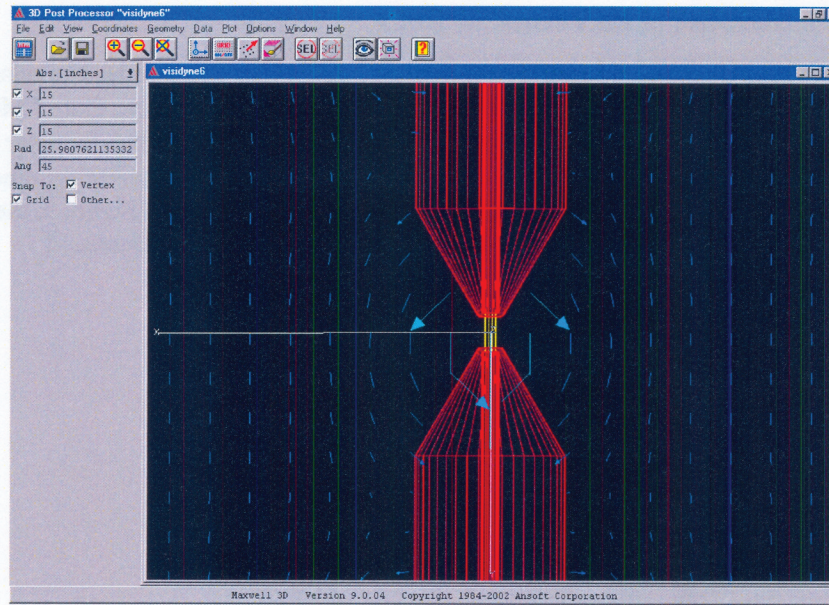 3D Post Processor "visidyne6"
File Edit View Coordinates Geometry Data Plot Options Window Help
SEL SEL
Abs.[inches]
visidyne6
X 15
Y 15
Z 15
Rad 25.9807621135332
Ang 45
Snap To: Vertex
Grid Other...
X
Maxwell 3D Version 9.0.04 Copyright 1984-2002 Ansoft Corporation